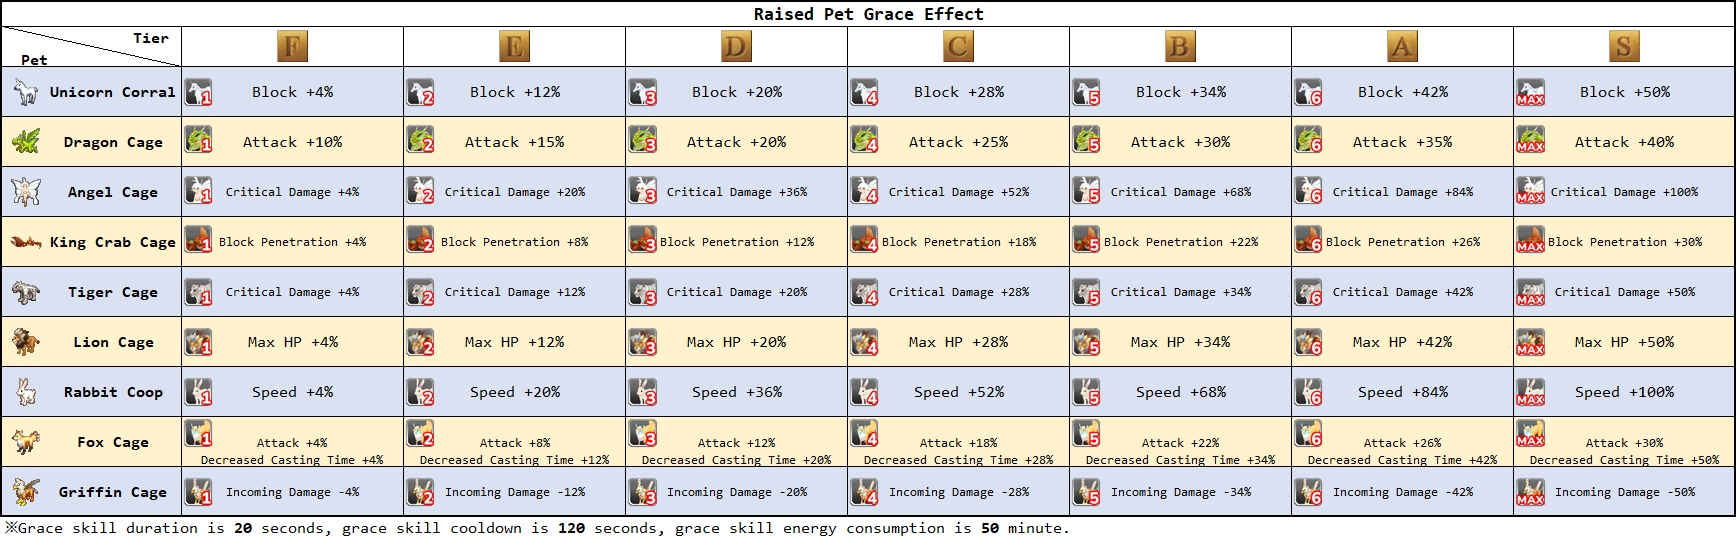 Raised Pet Grace Effect
Tier
Pet
F E D C B A S
Unicorn Corral 1 Block +4% 2 Block +12% 3 Block +20% 4 Block +28% 5 Block +34% 6 Block +42% MAX Block +50%
Dragon Cage 1 Attack +10% 2 Attack +15% 3 Attack +20% 4 Attack +25% 5 Attack +30% 6 Attack +35% MAX Attack +40%
Angel Cage 1 Critical Damage +4% 2 Critical Damage +20% 3 Critical Damage +36% 4 Critical Damage +52% 5 Critical Damage +68% 6 Critical Damage +84% MAX Critical Damage +100%
King Crab Cage 1 Block Penetration +4% 2 Block Penetration +8% 3 Block Penetration +12% 4 Block Penetration +18% 5 Block Penetration +22% 6 Block Penetration +26% MAX Block Penetration +30%
Tiger Cage 1 Critical Damage +4% 2 Critical Damage +12% 3 Critical Damage +20% 4 Critical Damage +28% 5 Critical Damage +34% 6 Critical Damage +42% MAX Critical Damage +50%
Lion Cage 1 Max HP +4% 2 Max HP +12% 3 Max HP +20% 4 Max HP +28% 5 Max HP +34% 6 Max HP +42% MAX Max HP +50%
Rabbit Coop 1 Speed +4% 2 Speed +20% 3 Speed +36% 4 Speed +52% 5 Speed +68% 6 Speed +84% MAX Speed +100%
Fox Cage 1 Attack +4% 2 Attack +8% 3 Attack +12% 4 Attack +18% 5 Attack +22% 6 Attack +26% MAX Attack +30%
Decreased Casting Time +4% Decreased Casting Time +12% Decreased Casting Time +20% Decreased Casting Time +28% Decreased Casting Time +34% Decreased Casting Time +42% Decreased Casting Time +50%
Griffin Cage 1 Incoming Damage -4% 2 Incoming Damage -12% 3 Incoming Damage -20% 4 Incoming Damage -28% 5 Incoming Damage -34% 6 Incoming Damage -42% MAX Incoming Damage -50%
※Grace skill duration is 20 seconds, grace skill cooldown is 120 seconds, grace skill energy consumption is 50 minute.